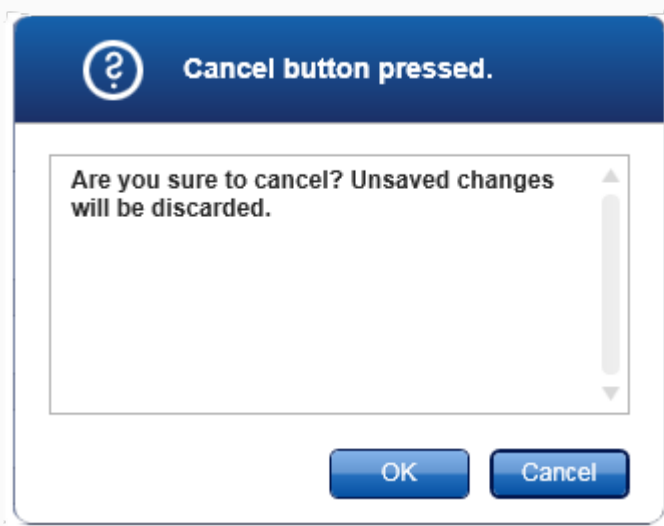 Cancel button pressed.
Are you sure to cancel? Unsaved changes
will be discarded.
OK
Cancel